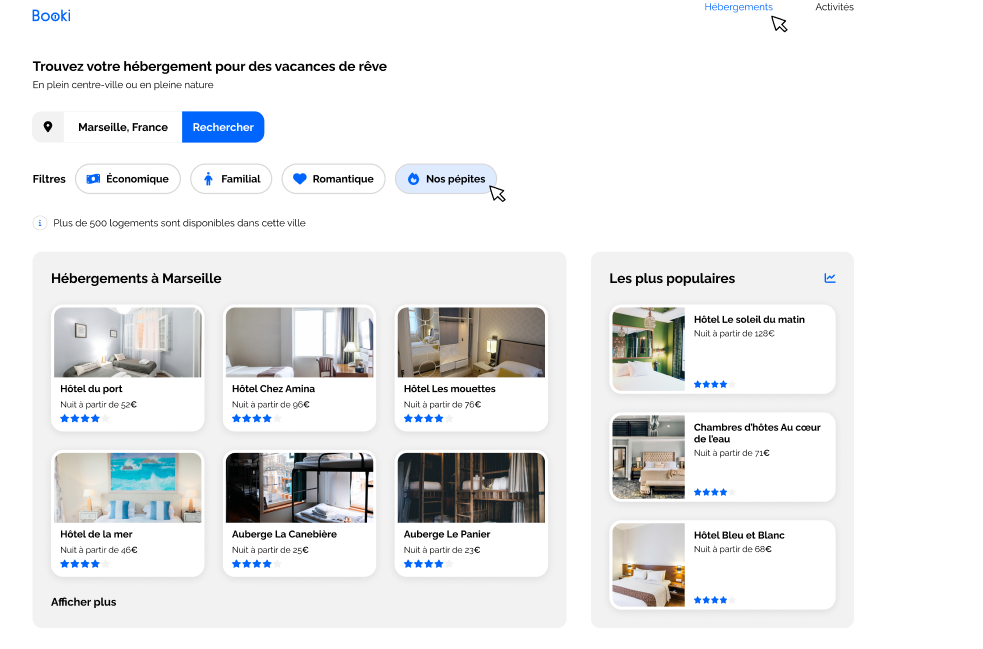 Booki
Hébergements
Activités
Trouvez votre hébergement pour des vacances de rêve
En plein centre-ville ou en pleine nature
Marseille, France
Rechercher
Filtres
Économique
Familial
Romantique
Nos pépites
i
Plus de 500 logements sont disponibles dans cette ville
Hébergements à Marseille
Hôtel du port
Nuit à partir de 52€
Hôtel Chez Amina
Nuit à partir de 96€
Hôtel Les mouettes
Nuit à partir de 76€
Hôtel de la mer
Nuit à partir de 46€
Auberge La Canebière
Nuit à partir de 25€
Auberge Le Panier
Nuit à partir de 23€
Afficher plus
Les plus populaires
Hôtel Le soleil du matin
Nuit à partir de 128€
Chambres d'hôtes Au cœur
de l'eau
Nuit à partir de 71€
Hôtel Bleu et Blanc
Nuit à partir de 68€